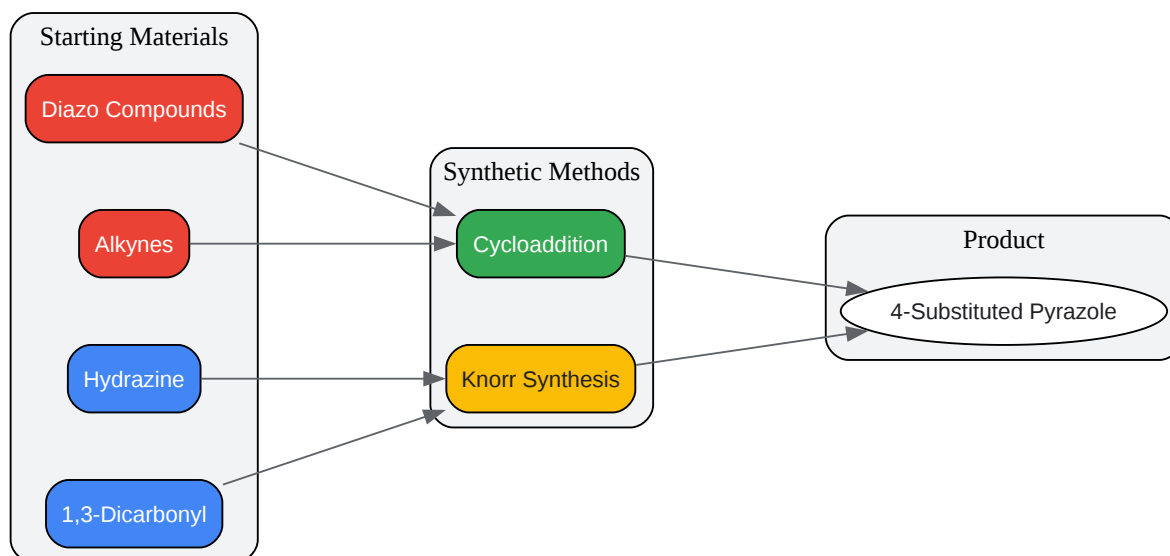 Starting Materials
Diazo Compounds
Alkynes
Hydrazine
1,3-Dicarbonyl
Synthetic Methods
Cycloaddition
Knorr Synthesis
Product
4-Substituted Pyrazole